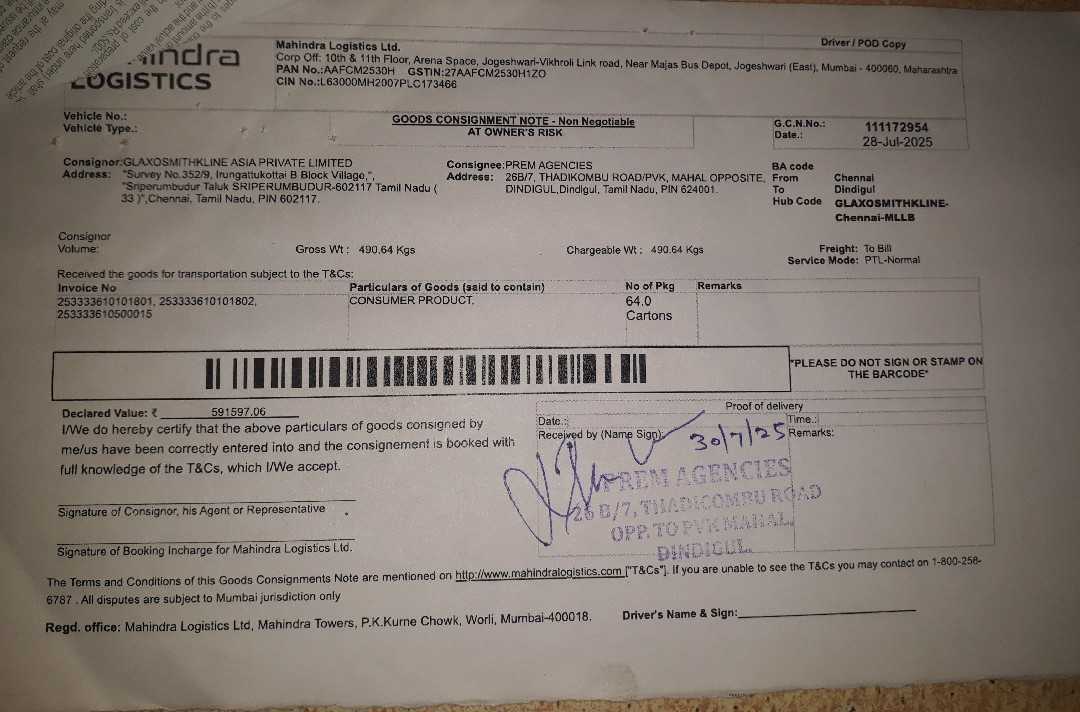 Driver / POD Copy
LOGISTICS
Mahindra Logistics Ltd.
Corp Off: 10th & 11th Floor, Arena Space, Jogeshwari-Vikhroli Link road, Near Majas Bus Depot, Jogeshwari (East), Mumbai - 400060, Maharashtra
PAN No.:AAFCM2530H GSTIN:27AAFCM2530H1ZO
CIN No.:L63000MH2007PLC173466
Vehicle No.:
Vehicle Type.:
GOODS CONSIGNMENT NOTE - Non Negotiable
AT OWNER'S RISK
G.C.N.No.: 111172954
Date.: 28-Jul-2025
Consignor:GLAXOSMITHKLINE ASIA PRIVATE LIMITED
Address: "Survey No.352/9, Irungattukottai B Block Village,",
"Sriperumbudur Taluk SRIPERUMBUDUR-602117 Tamil Nadu (
33 )",Chennai, Tamil Nadu, PIN 602117.
Consignee:PREM AGENCIES
Address: 26B/7, THADIKOMBU ROAD/PVK, MAHAL OPPOSITE,
DINDIGUL,Dindigul, Tamil Nadu, PIN 624001.
BA code
From Chennai
To Dindigul
Hub Code GLAXOSMITHKLINE-
Chennai-MLLB
Consignor
Volume:
Gross Wt : 490.64 Kgs
Chargeable Wt : 490.64 Kgs
Freight: To Bill
Service Mode: PTL-Normal
Received the goods for transportation subject to the T&Cs:
Invoice No Particulars of Goods (said to contain) No of Pkg Remarks
253333610101801, 253333610101802, CONSUMER PRODUCT, 64.0
253333610500015 Cartons
*PLEASE DO NOT SIGN OR STAMP ON
THE BARCODE*
Declared Value: ₹ 591597.06
I/We do hereby certify that the above particulars of goods consigned by
me/us have been correctly entered into and the consignement is booked with
full knowledge of the T&Cs, which I/We accept.
Signature of Consignor, his Agent or Representative
Signature of Booking Incharge for Mahindra Logistics Ltd.
Proof of delivery
Date.: Time.:
Received by (Name Sign): 30/7/25 Remarks:
PREM AGENCIES
26 B/7, THADICOMBU ROAD
OPP. TO PVK MAHAL,
DINDIGUL.
The Terms and Conditions of this Goods Consignments Note are mentioned on http://www.mahindralogistics.com ["T&Cs"]. If you are unable to see the T&Cs you may contact on 1-800-258-
6787 . All disputes are subject to Mumbai jurisdiction only
Regd. office: Mahindra Logistics Ltd, Mahindra Towers, P.K.Kurne Chowk, Worli, Mumbai-400018.
Driver's Name & Sign: